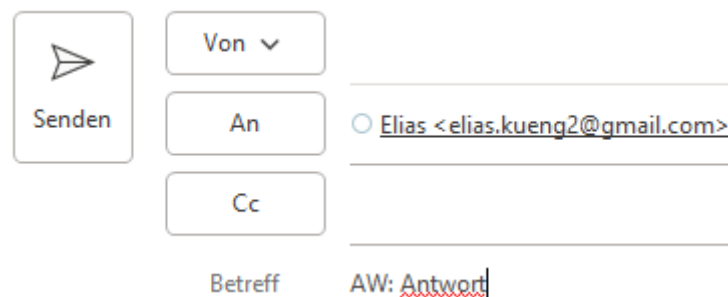 Von
Senden
An
Elias <elias.kueng2@gmail.com>
Cc
Betreff
AW: Antwort